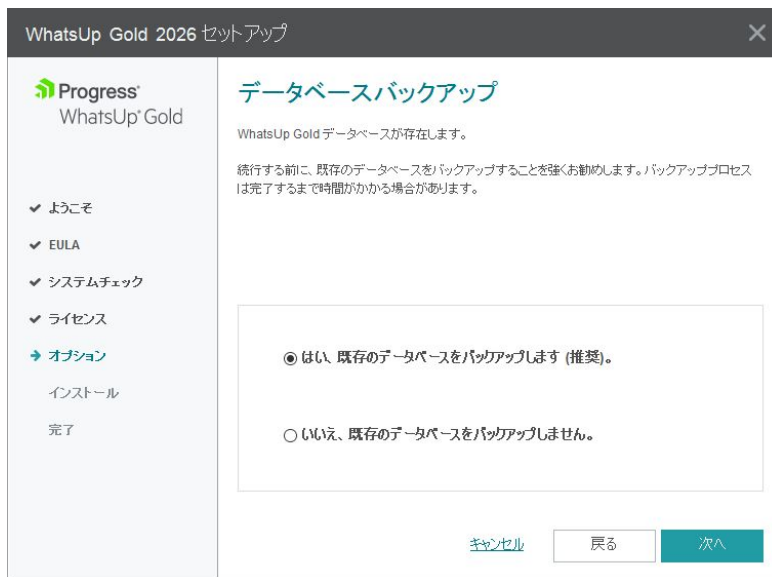 WhatsUp Gold 2026 セットアップ
Progress®
WhatsUp® Gold
✔ ようこそ
✔ EULA
✔ システムチェック
✔ ライセンス
➔ オプション
インストール
完了
データベースバックアップ
WhatsUp Gold データベースが存在します。
続行する前に、既存のデータベースをバックアップすることを強くお勧めします。バックアッププロセス
は完了するまで時間がかかる場合があります。
はい、既存のデータベースをバックアップします (推奨)。
いいえ、既存のデータベースをバックアップしません。
キャンセル
戻る
次へ